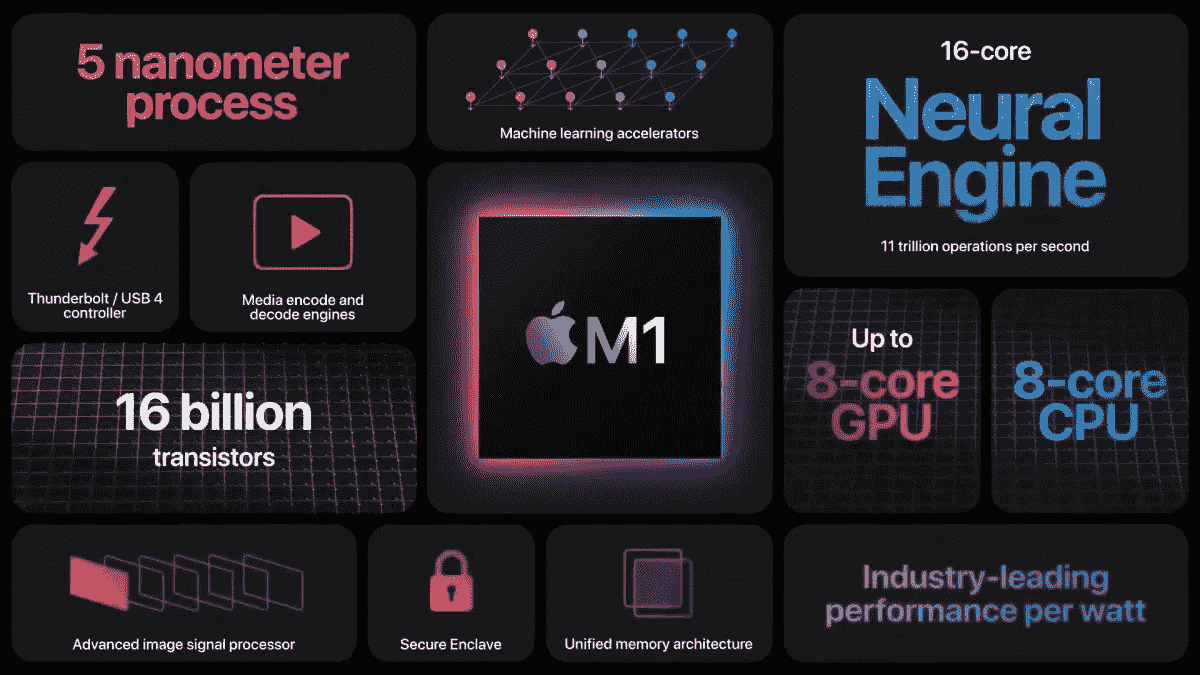 5 nanometer
process
Machine learning accelerators
16-core
Neural
Engine
11 trillion operations per second
Thunderbolt / USB 4
controller
Media encode and
decode engines
M1
Up to
8-core
GPU
8-core
CPU
16 billion
transistors
Advanced image signal processor
Secure Enclave
Unified memory architecture
Industry-leading
performance per watt